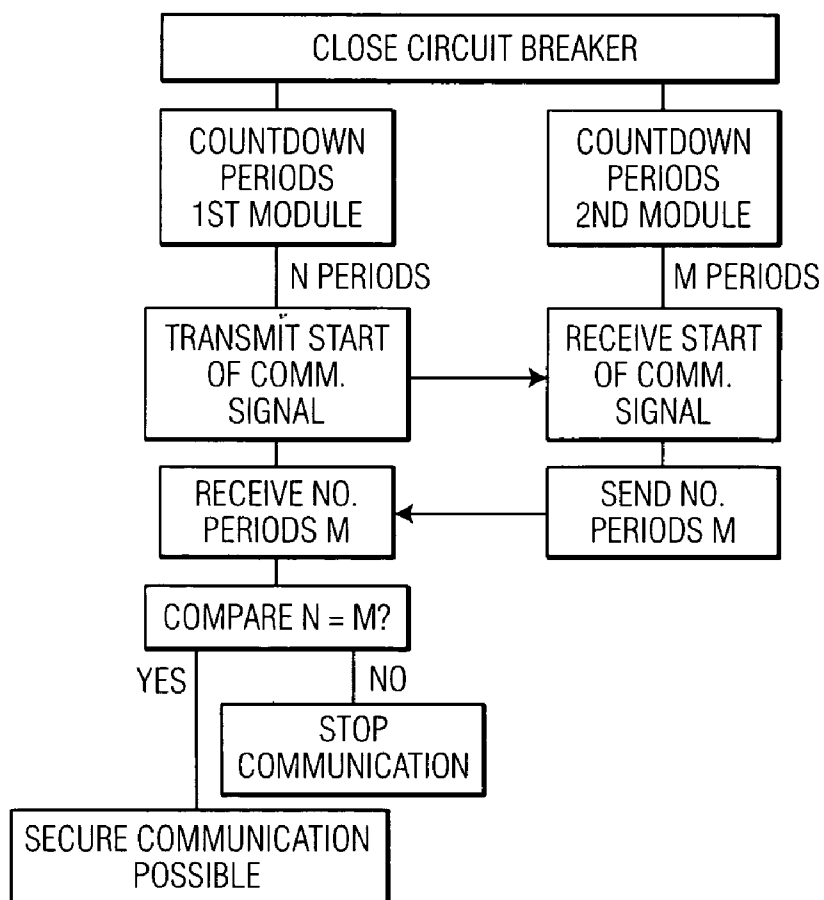 CLOSE CIRCUIT BREAKER
COUNTDOWN
PERIODS
1ST MODULE
COUNTDOWN
PERIODS
2ND MODULE
N PERIODS
M PERIODS
TRANSMIT START
OF COMM.
SIGNAL
RECEIVE START
OF COMM.
SIGNAL
RECEIVE NO.
PERIODS M
SEND NO.
PERIODS M
COMPARE N = M?
YES
NO
STOP
COMMUNICATION
SECURE COMMUNICATION
POSSIBLE